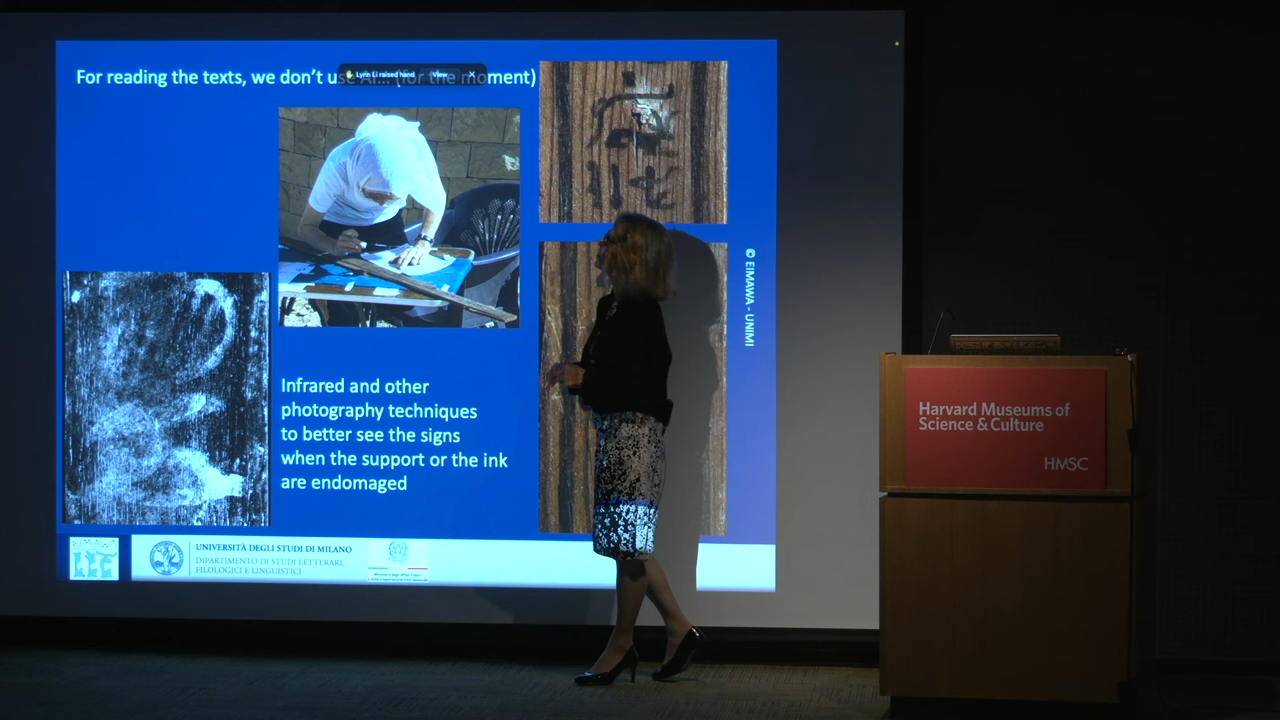 For reading the texts, we don't use AI... (for the moment)
Lynn Li raised hand View
© EIMAWA - UNIMI
Infrared and other
photography techniques
to better see the signs
when the support or the ink
are endomaged
UNIVERSITÀ DEGLI STUDI DI MILANO
DIPARTIMENTO DI STUDI LETTERARI,
FILOLOGICI E LINGUISTICI
Harvard Museums of
Science & Culture
HMSC